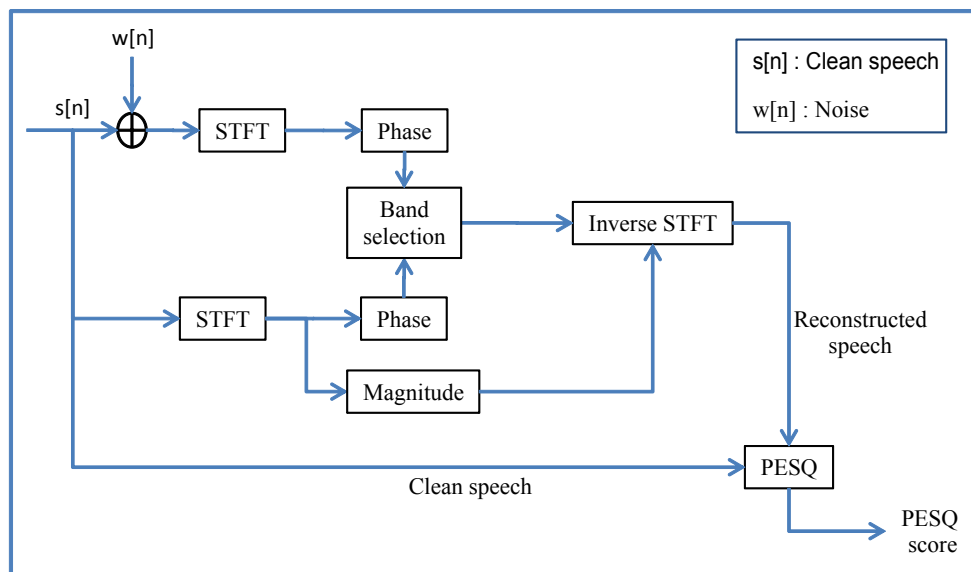 w[n]
s[n] : Clean speech
w[n] : Noise
s[n]
STFT
Phase
Band
selection
Inverse STFT
STFT
Phase
Reconstructed
speech
Magnitude
PESQ
Clean speech
PESQ
score